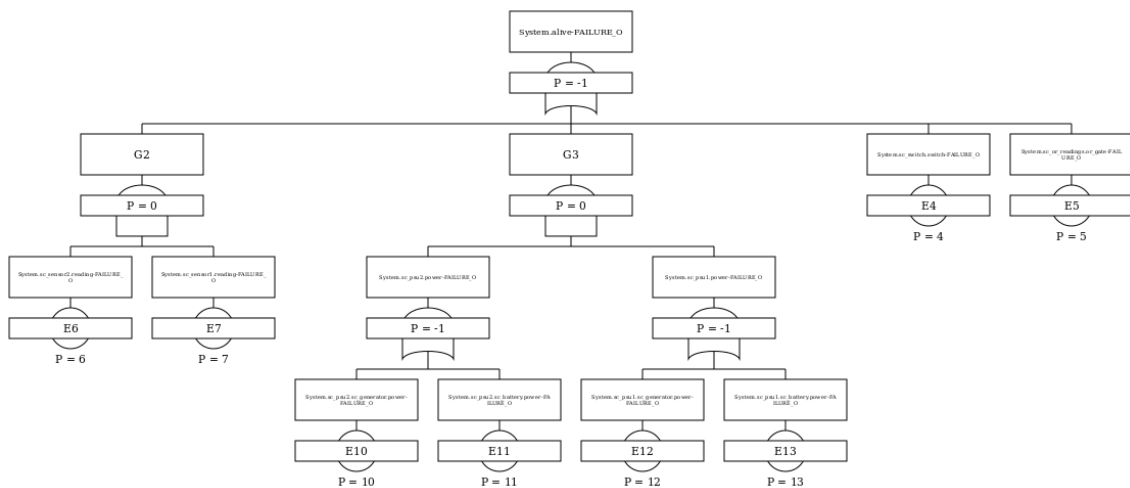 System.alive-FAILURE_O
P = -1
G2
G3
System.sc_switch.switch-FAILURE_O
System.sc_or_readings.or_gate-FAIL
URE_O
P = 0
P = 0
E4
E5
P = 4
P = 5
System.sc_sensor2.reading-FAILURE_
O
System.sc_sensor1.reading-FAILURE_
O
System.sc_psu2.power-FAILURE_O
System.sc_psu1.power-FAILURE_O
E6
E7
P = -1
P = -1
P = 6
P = 7
System.sc_psu2.sc_generator.power-
FAILURE_O
System.sc_psu2.sc_battery.power-FA
ILURE_O
System.sc_psu1.sc_generator.power-
FAILURE_O
System.sc_psu1.sc_battery.power-FA
ILURE_O
E10
E11
E12
E13
P = 10
P = 11
P = 12
P = 13